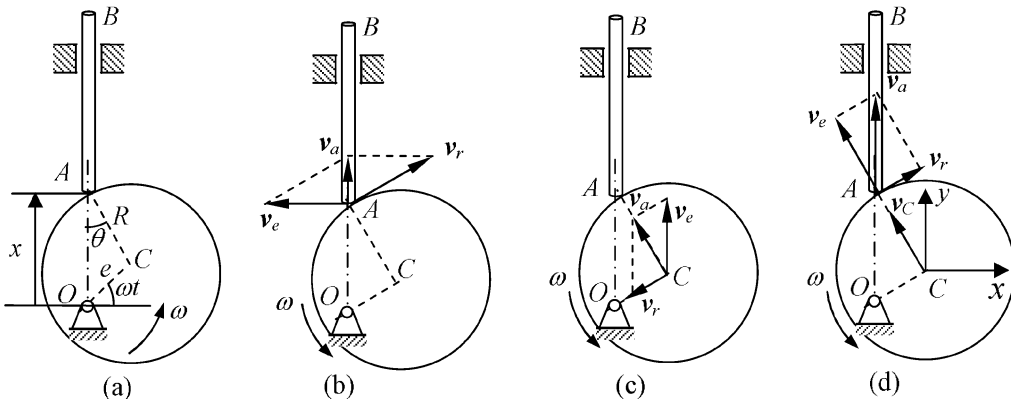 B
A
R
θ
x
C
e
ωt
O
ω
(a)
B
v_a
v_r
v_e
A
C
O
ω
(b)
B
A
v_a
v_e
C
O
v_r
ω
(c)
B
v_a
v_e
v_r
A
v_C
y
O
C
x
ω
(d)